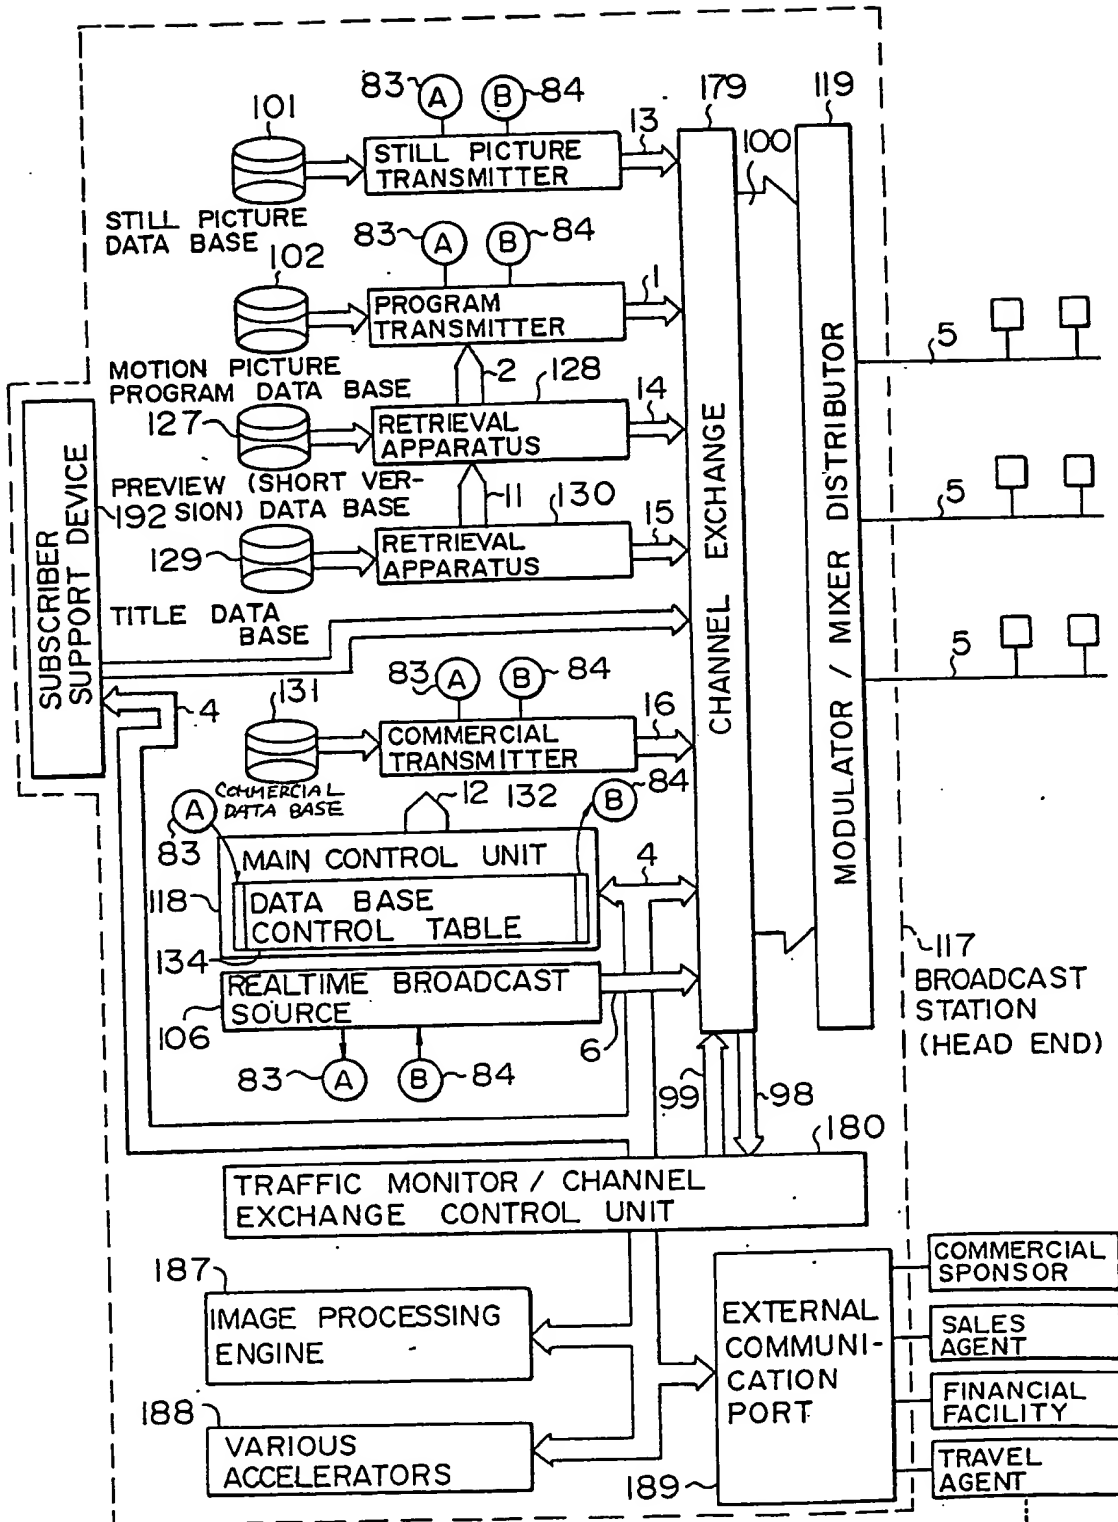 83 A B 84
179
119
101
13
100
STILL PICTURE
TRANSMITTER
STILL PICTURE
DATA BASE
83 A B 84
102
1
PROGRAM
TRANSMITTER
MOTION PICTURE
PROGRAM DATA BASE
2
128
127
14
RETRIEVAL
APPARATUS
PREVIEW (SHORT VER-
SION) DATA BASE
192
11
130
129
15
RETRIEVAL
APPARATUS
TITLE DATA
BASE
SUBSCRIBER
SUPPORT DEVICE
CHANNEL EXCHANGE
MODULATOR / MIXER DISTRIBUTOR
5
5
5
83 A B 84
4
131
16
COMMERCIAL
TRANSMITTER
COMMERCIAL
DATA BASE
12
132
A
83
B
84
MAIN CONTROL UNIT
118
DATA BASE
CONTROL TABLE
134
4
REALTIME BROADCAST
SOURCE
106
6
83 A B 84
117
BROADCAST
STATION
(HEAD END)
99
98
180
TRAFFIC MONITOR / CHANNEL
EXCHANGE CONTROL UNIT
187
IMAGE PROCESSING
ENGINE
188
VARIOUS
ACCELERATORS
EXTERNAL
COMMUNI-
CATION
PORT
189
COMMERCIAL
SPONSOR
SALES
AGENT
FINANCIAL
FACILITY
TRAVEL
AGENT